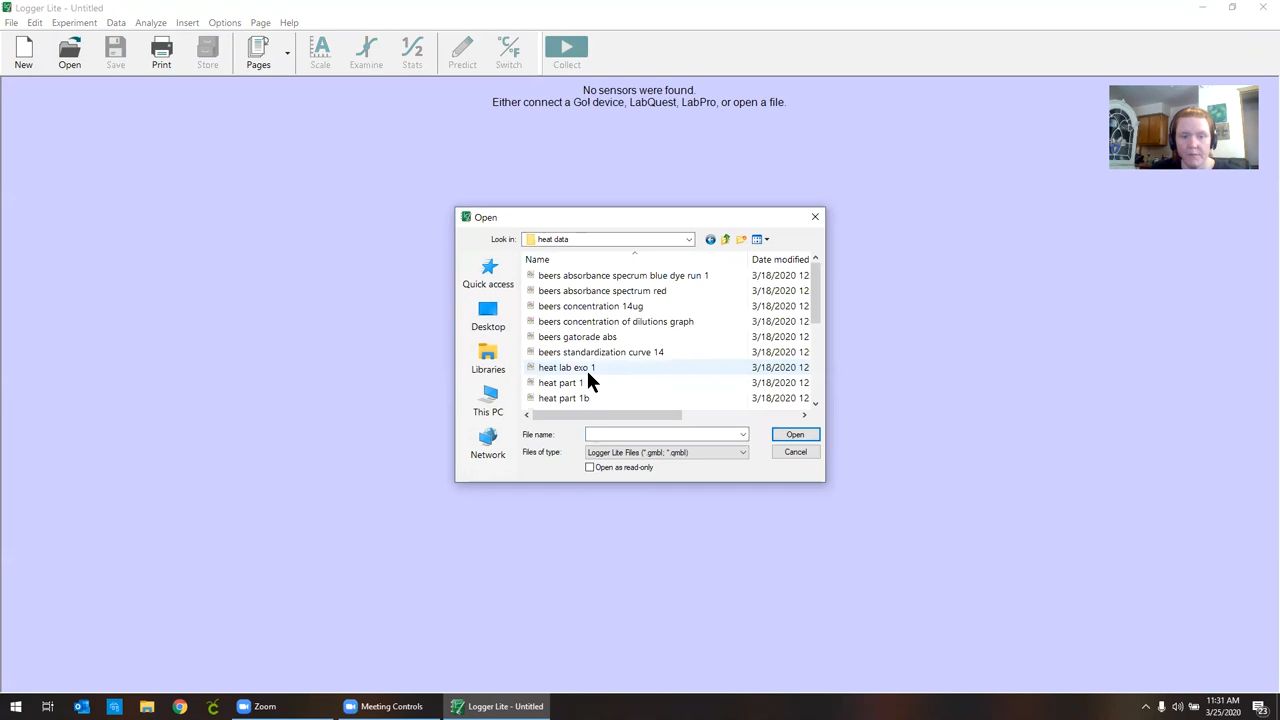 Logger Lite - Untitled
File Edit Experiment Data Analyze Insert Options Page Help
New Open Save Print Store Pages Scale Examine Stats Predict Switch Collect
No sensors were found.
Either connect a Go! device, LabQuest, LabPro, or open a file.
Open
Look in: heat data
Name Date modified
beers absorbance specrum blue dye run 1 3/18/2020 12
beers absorbance spectrum red 3/18/2020 12
beers concentration 14ug 3/18/2020 12
beers concentration of dilutions graph 3/18/2020 12
beers gatorade abs 3/18/2020 12
beers standardization curve 14 3/18/2020 12
heat lab exo 1 3/18/2020 12
heat part 1 3/18/2020 12
heat part 1b 3/18/2020 12
Quick access
Desktop
Libraries
This PC
Network
File name: Open
Files of type: Logger Lite Files (*.gmbl; *.qmbl) Cancel
Open as read-only
Zoom Meeting Controls Logger Lite - Untitled
11:31 AM
3/25/2020
23